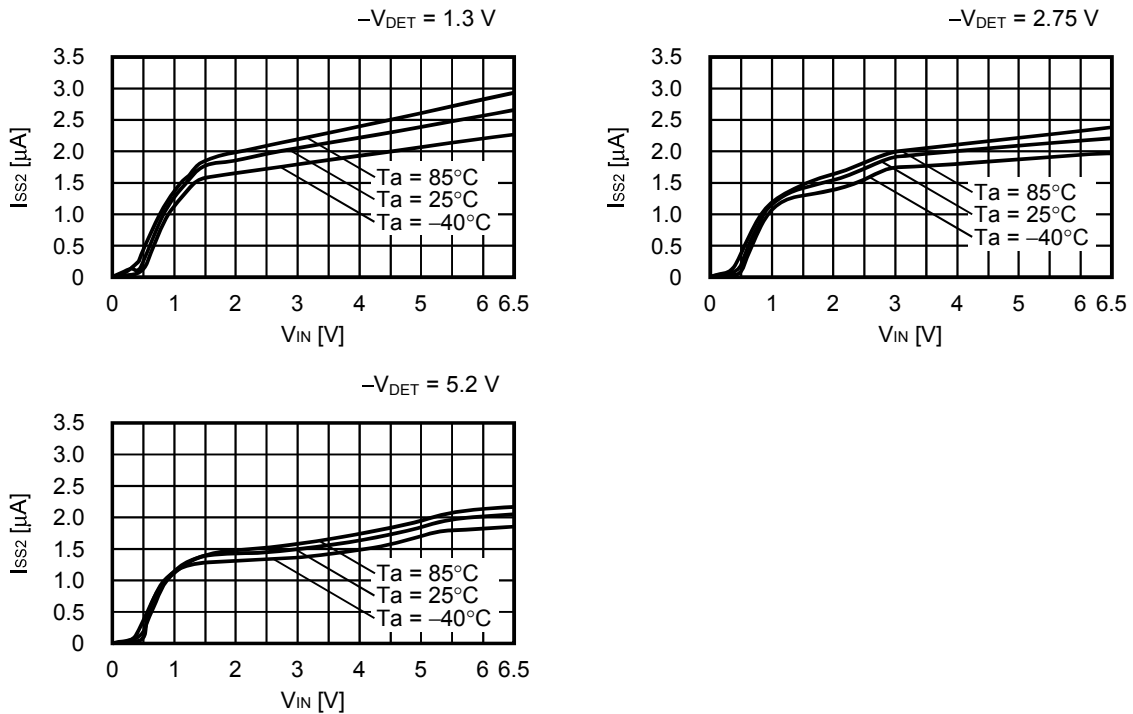 –VDET = 1.3 V
3.5
3.0
2.5
2.0
1.5
1.0
0.5
0
ISS2 [µA]
Ta = 85°C
Ta = 25°C
Ta = –40°C
0 1 2 3 4 5 6 6.5
VIN [V]
–VDET = 2.75 V
3.5
3.0
2.5
2.0
1.5
1.0
0.5
0
ISS2 [µA]
Ta = 85°C
Ta = 25°C
Ta = –40°C
0 1 2 3 4 5 6 6.5
VIN [V]
–VDET = 5.2 V
3.5
3.0
2.5
2.0
1.5
1.0
0.5
0
ISS2 [µA]
Ta = 85°C
Ta = 25°C
Ta = –40°C
0 1 2 3 4 5 6 6.5
VIN [V]